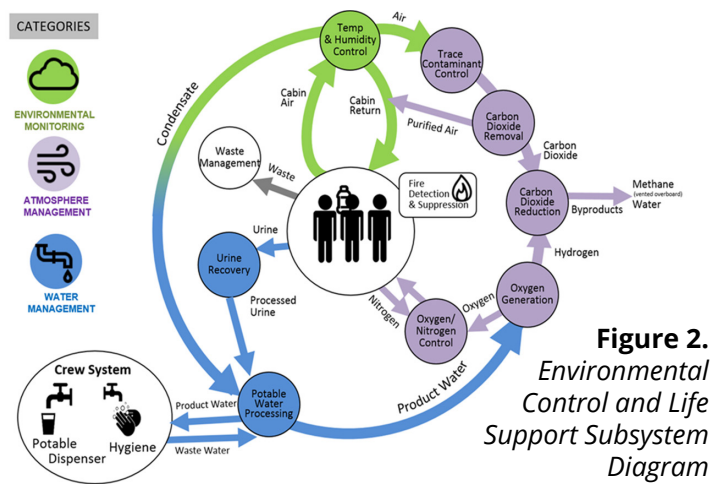 CATEGORIES
ENVIRONMENTAL
MONITORING
ATMOSPHERE
MANAGEMENT
WATER
MANAGEMENT
Temp
& Humidity
Control
Air
Trace
Contaminant
Control
Condensate
Cabin
Air
Cabin
Return
Purified Air
Carbon
Dioxide
Removal
Carbon
Dioxide
Waste
Management
Waste
Fire
Detection
& Suppression
Carbon
Dioxide
Reduction
Methane
(vented overboard)
Water
Byproducts
Urine
Urine
Recovery
Processed
Urine
Hydrogen
Oxygen
Generation
Oxygen
Nitrogen
Oxygen/
Nitrogen
Control
Product Water
Crew System
Potable
Dispenser
Hygiene
Product Water
Waste Water
Potable
Water
Processing
Figure 2.
Environmental
Control and Life
Support Subsystem
Diagram